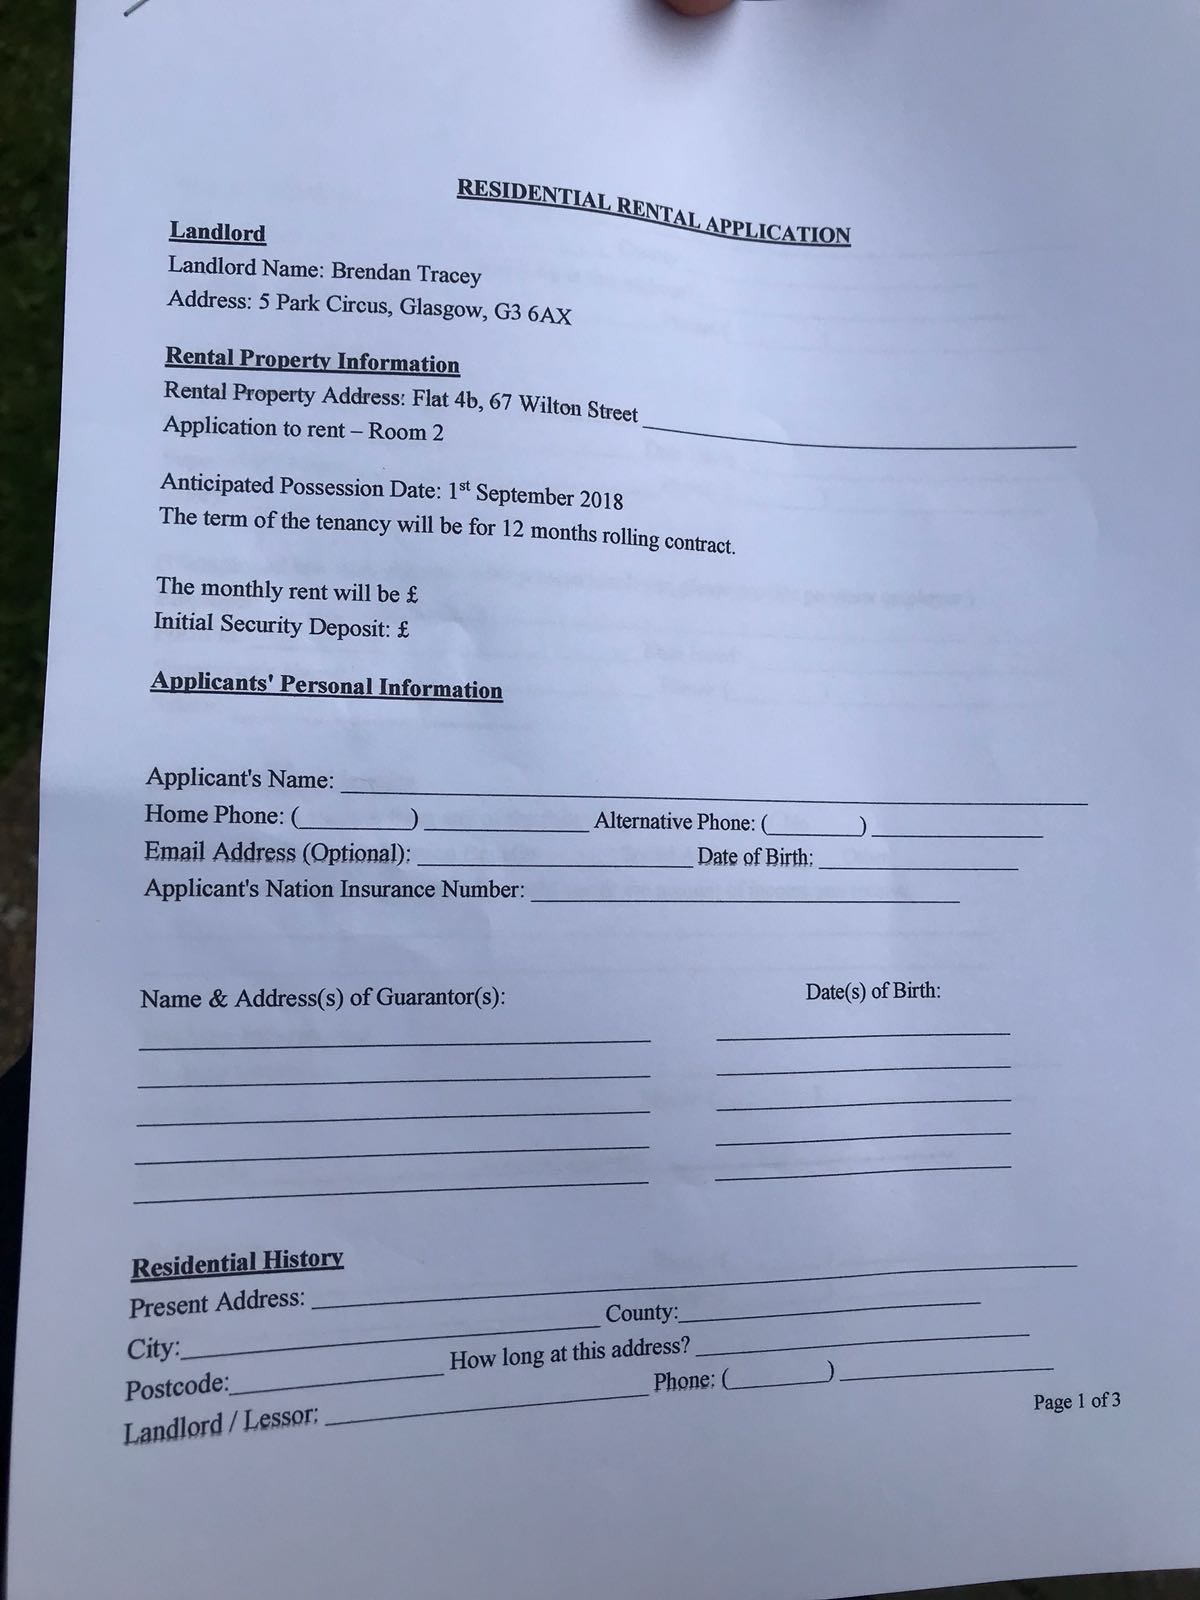 RESIDENTIAL RENTAL APPLICATION
Landlord
Landlord Name: Brendan Tracey
Address: 5 Park Circus, Glasgow, G3 6AX
Rental Property Information
Rental Property Address: Flat 4b, 67 Wilton Street
Application to rent – Room 2
Anticipated Possession Date: 1st September 2018
The term of the tenancy will be for 12 months rolling contract.
The monthly rent will be £
Initial Security Deposit: £
Applicants' Personal Information
Applicant's Name:
Home Phone: ( ) Alternative Phone: ( )
Email Address (Optional): Date of Birth:
Applicant's Nation Insurance Number:
Name & Address(s) of Guarantor(s): Date(s) of Birth:
Residential History
Present Address:
City: County:
Postcode: How long at this address?
Landlord / Lessor: Phone: ( )
Page 1 of 3